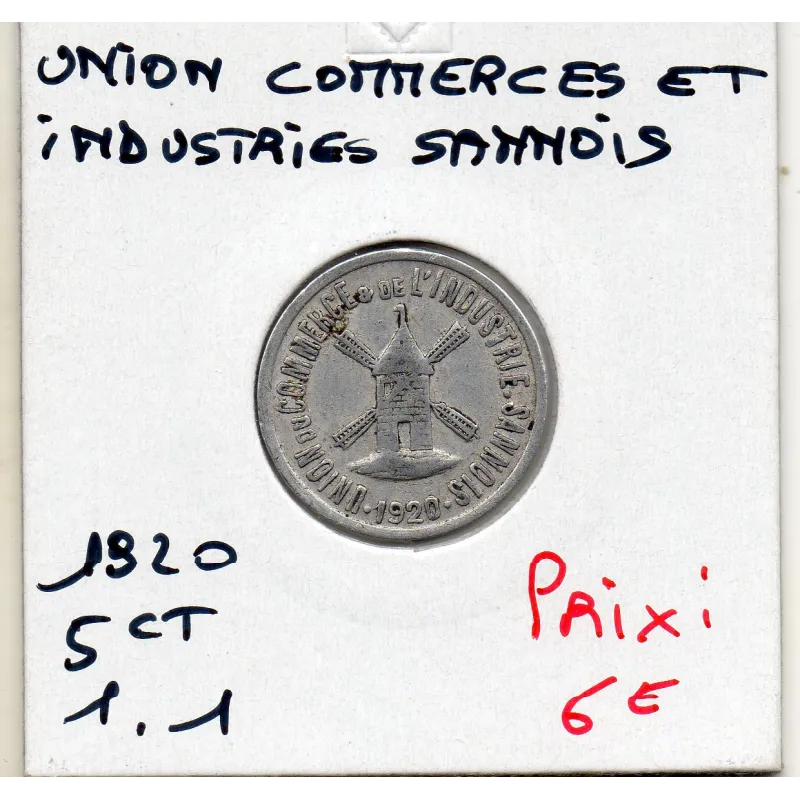 UNION COMMERCES ET
INDUSTRIES SANNOIS
UNION DU COMMERCE & DE L'INDUSTRIE. SANNOIS
· 1920 ·
1920
5 CT
1.1
PRIX :
6 E